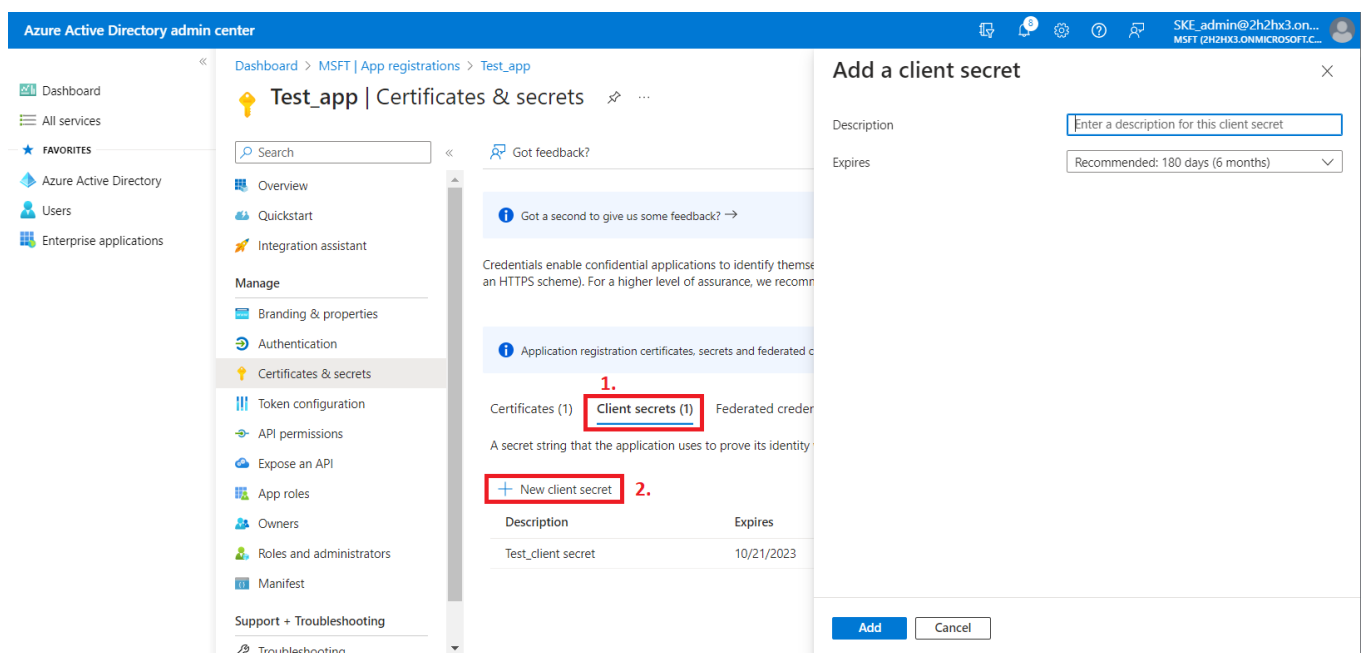 Azure Active Directory admin center
8
SKE_admin@2h2hx3.on...
MSFT (2H2HX3.ONMICROSOFT.C...
«
Dashboard
All services
FAVORITES
Azure Active Directory
Users
Enterprise applications
Dashboard > MSFT | App registrations > Test_app
Test_app | Certificates & secrets
...
Search
«
Overview
Quickstart
Integration assistant
Manage
Branding & properties
Authentication
Certificates & secrets
Token configuration
API permissions
Expose an API
App roles
Owners
Roles and administrators
Manifest
Support + Troubleshooting
Troubleshooting
Got feedback?
Got a second to give us some feedback? →
Credentials enable confidential applications to identify themse
an HTTPS scheme). For a higher level of assurance, we recomm
Application registration certificates, secrets and federated c
1.
Certificates (1) Client secrets (1) Federated creder
A secret string that the application uses to prove its identity
+ New client secret 2.
Description Expires
Test_client secret 10/21/2023
Add a client secret
Description Enter a description for this client secret
Expires Recommended: 180 days (6 months)
Add Cancel